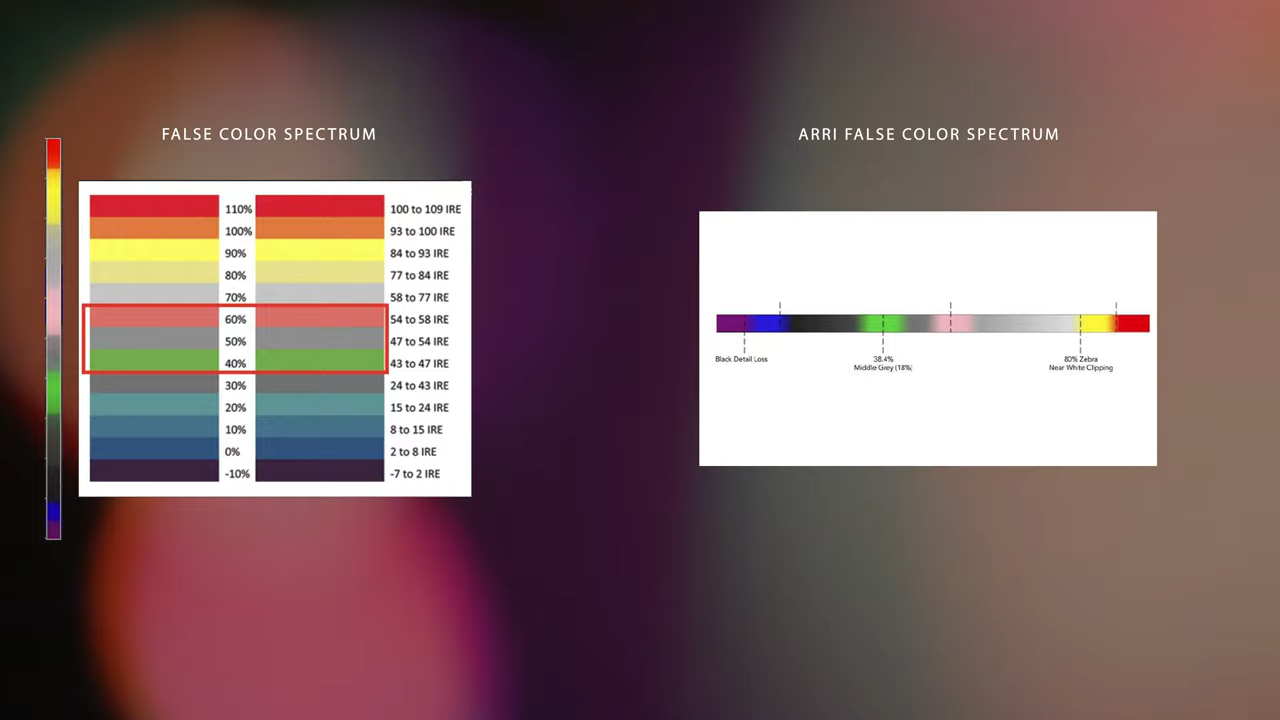 FALSE COLOR SPECTRUM
110% 100 to 109 IRE
100% 93 to 100 IRE
90% 84 to 93 IRE
80% 77 to 84 IRE
70% 58 to 77 IRE
60% 54 to 58 IRE
50% 47 to 54 IRE
40% 43 to 47 IRE
30% 24 to 43 IRE
20% 15 to 24 IRE
10% 8 to 15 IRE
0% 2 to 8 IRE
-10% -7 to 2 IRE
ARRI FALSE COLOR SPECTRUM
Black Detail Loss
38.4%
Middle Grey (18%)
80% Zebra
Near White Clipping